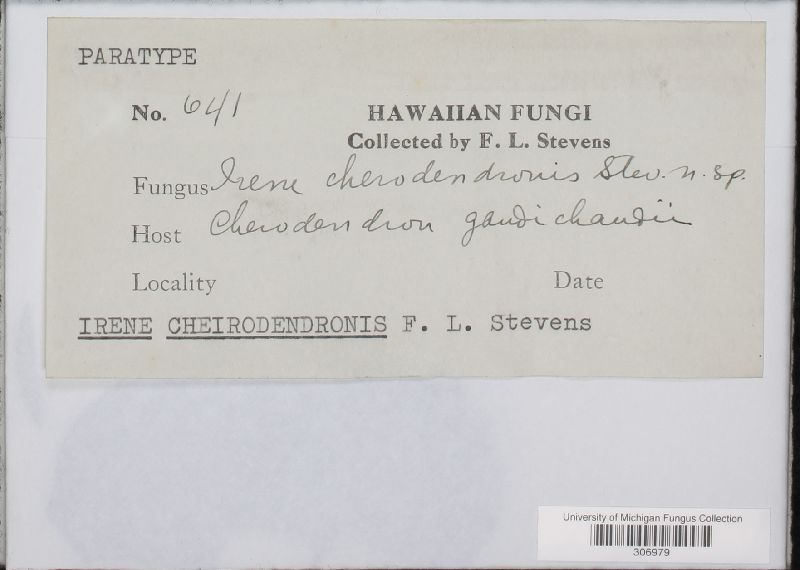 PARATYPE
No. 641 HAWAIIAN FUNGI
Collected by F. L. Stevens
Fungus Irene cherodendronis Stev. n. sp.
Host Cherodendron gaudichaudii
Locality Date
IRENE CHEIRODENDRONIS F. L. Stevens
University of Michigan Fungus Collection
306979